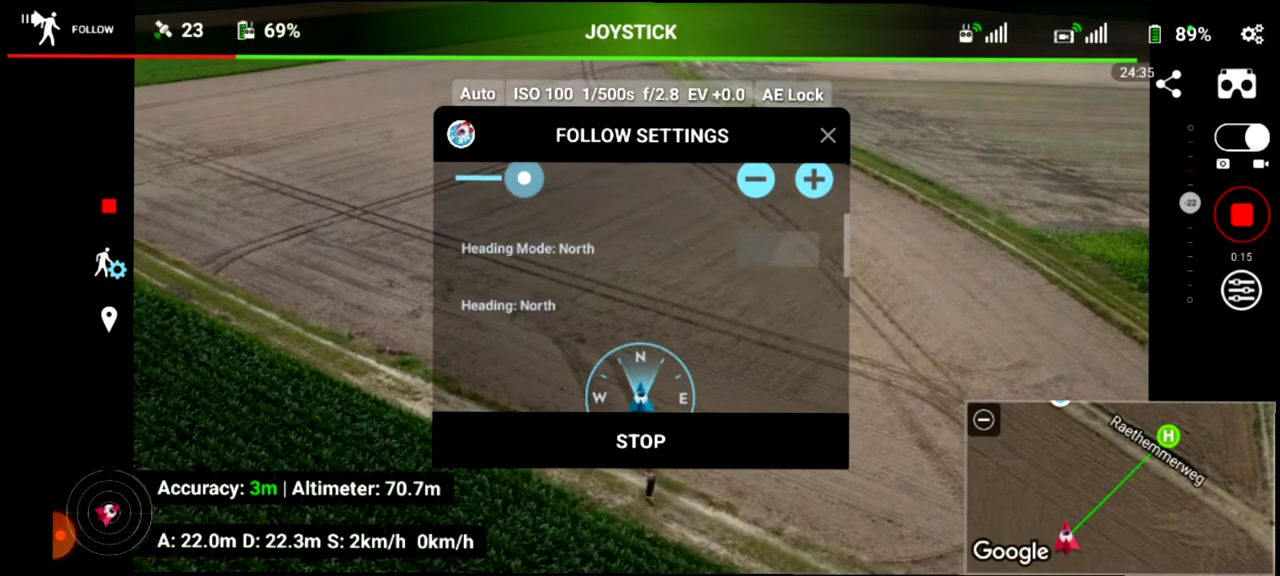 FOLLOW
23
69%
JOYSTICK
89%
24:35
Auto ISO 100 1/500s f/2.8 EV +0.0 AE Lock
FOLLOW SETTINGS
-22
Heading Mode: North
0:15
Heading: North
N
W E
STOP
H
Raethemmerweg
Accuracy: 3m | Altimeter: 70.7m
A: 22.0m D: 22.3m S: 2km/h 0km/h
Google